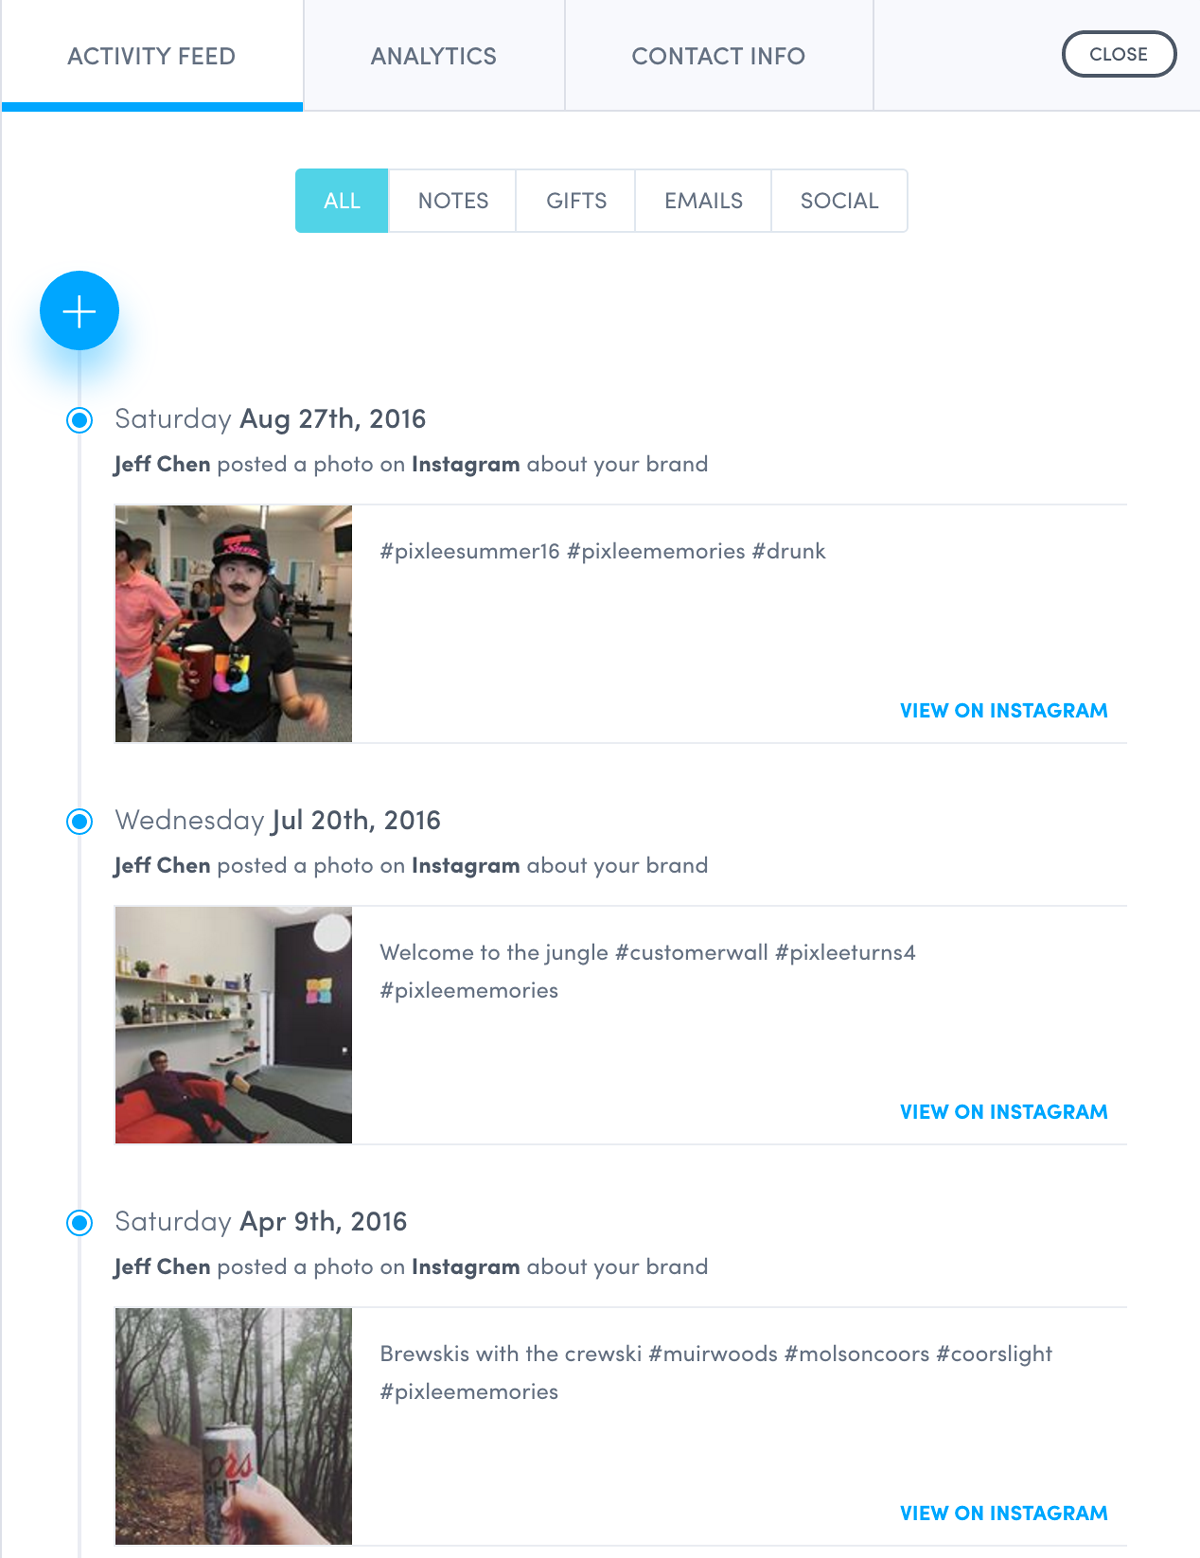 ACTIVITY FEED
ANALYTICS
CONTACT INFO
CLOSE
ALL
NOTES
GIFTS
EMAILS
SOCIAL
Saturday Aug 27th, 2016
Jeff Chen posted a photo on Instagram about your brand
#pixleesummer16 #pixleememories #drunk
VIEW ON INSTAGRAM
Wednesday Jul 20th, 2016
Jeff Chen posted a photo on Instagram about your brand
Welcome to the jungle #customerwall #pixleeturns4
#pixleememories
VIEW ON INSTAGRAM
Saturday Apr 9th, 2016
Jeff Chen posted a photo on Instagram about your brand
Brewskis with the crewski #muirwoods #molsoncoors #coorslight
#pixleememories
ors
GHT
VIEW ON INSTAGRAM